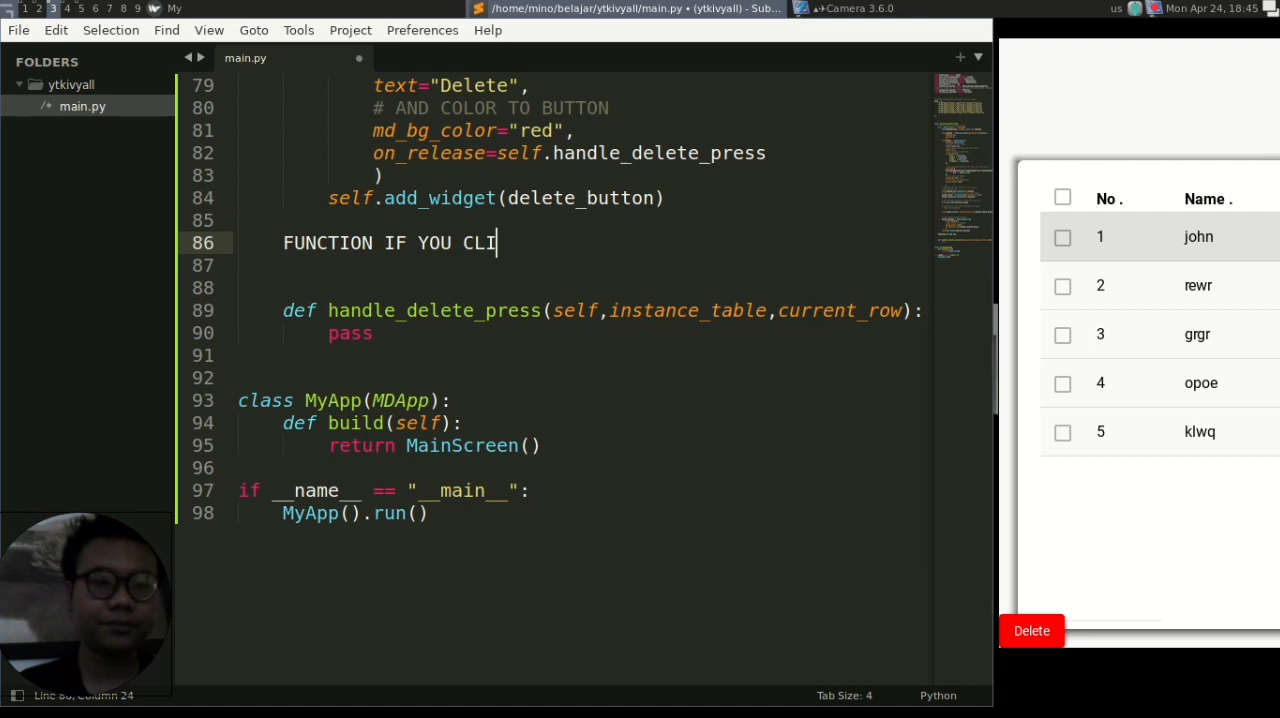 1 2 3 4 5 6 7 8 9 My
/home/mino/belajar/ytkivyall/main.py • (ytkivyall) - Sub...
Camera 3.6.0
us Mon Apr 24, 18:45
File Edit Selection Find View Goto Tools Project Preferences Help
FOLDERS
ytkivyall
/* main.py
main.py
79 text="Delete",
80 # AND COLOR TO BUTTON
81 md_bg_color="red",
82 on_release=self.handle_delete_press
83 )
84 self.add_widget(delete_button)
85
86 FUNCTION IF YOU CLI
87
88
89 def handle_delete_press(self,instance_table,current_row):
90 pass
91
92
93 class MyApp(MDApp):
94 def build(self):
95 return MainScreen()
96
97 if __name__ == "__main__":
98 MyApp().run()
No . Name .
1 john
2 rewr
3 grgr
4 opoe
5 klwq
Delete
Line 86, Column 24
Tab Size: 4 Python